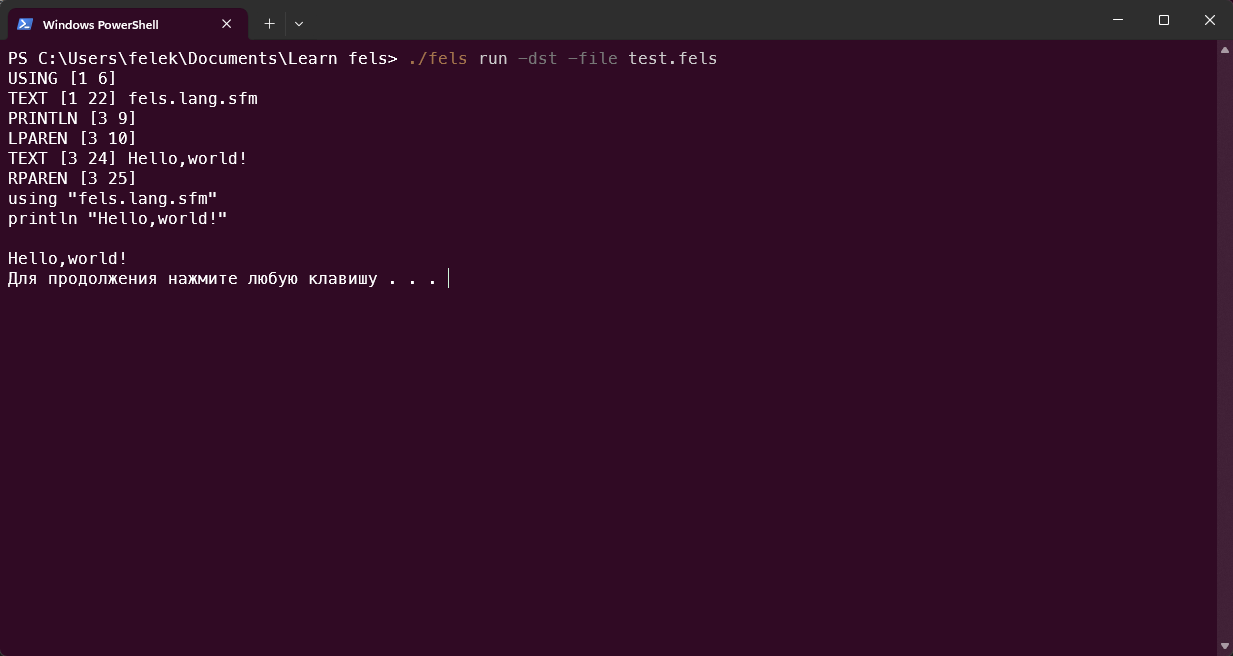 Windows PowerShell
PS C:\Users\felek\Documents\Learn fels> ./fels run -dst -file test.fels
USING [1 6]
TEXT [1 22] fels.lang.sfm
PRINTLN [3 9]
LPAREN [3 10]
TEXT [3 24] Hello,world!
RPAREN [3 25]
using "fels.lang.sfm"
println "Hello,world!"
Hello,world!
Для продолжения нажмите любую клавишу . . .